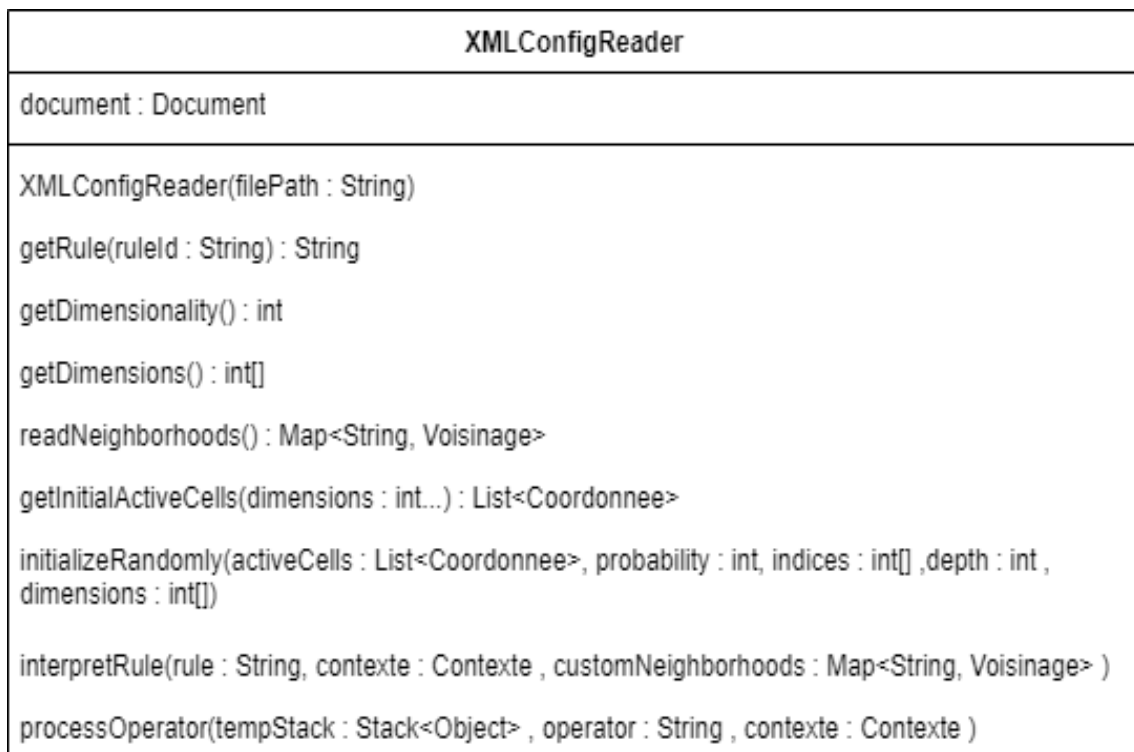 XMLConfigReader
document : Document
XMLConfigReader(filePath : String)
getRule(ruleId : String) : String
getDimensionality() : int
getDimensions() : int[]
readNeighborhoods() : Map<String, Voisinage>
getInitialActiveCells(dimensions : int...) : List<Coordonnee>
initializeRandomly(activeCells : List<Coordonnee>, probability : int, indices : int[] ,depth : int ,
dimensions : int[])
interpretRule(rule : String, contexte : Contexte , customNeighborhoods : Map<String, Voisinage> )
processOperator(tempStack : Stack<Object> , operator : String , contexte : Contexte )